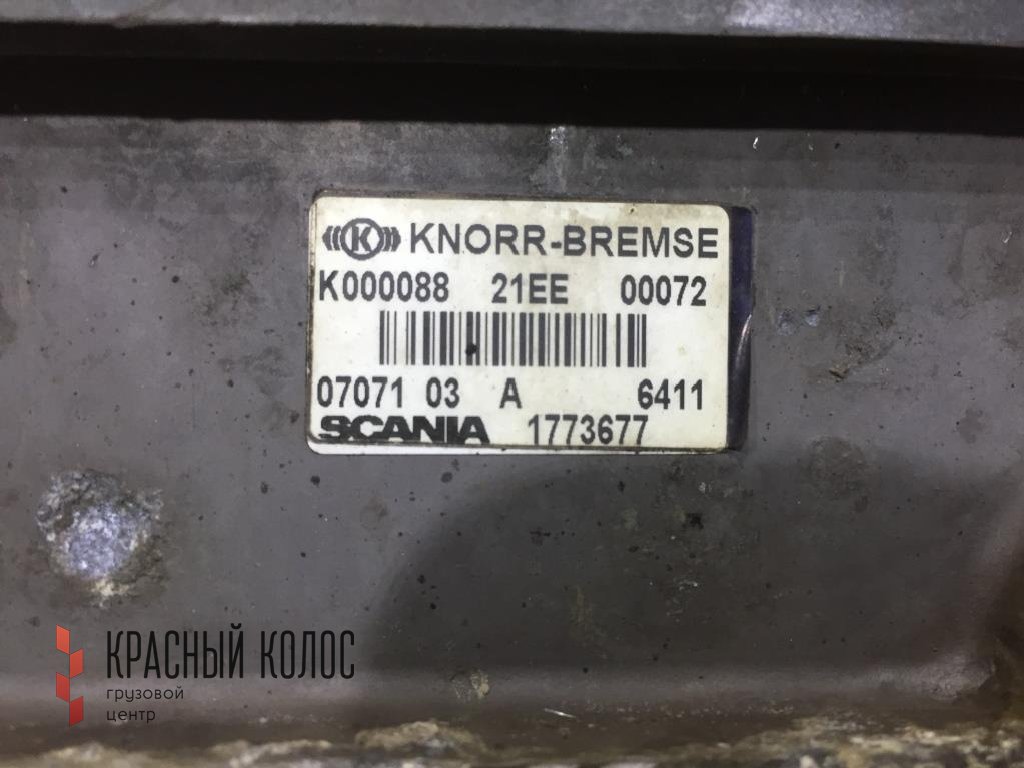 KNORR-BREMSE
K000088 21EE 00072
07071 03 A 6411
SCANIA 1773677
КРАСНЫЙ КОЛОС
грузовой
центр